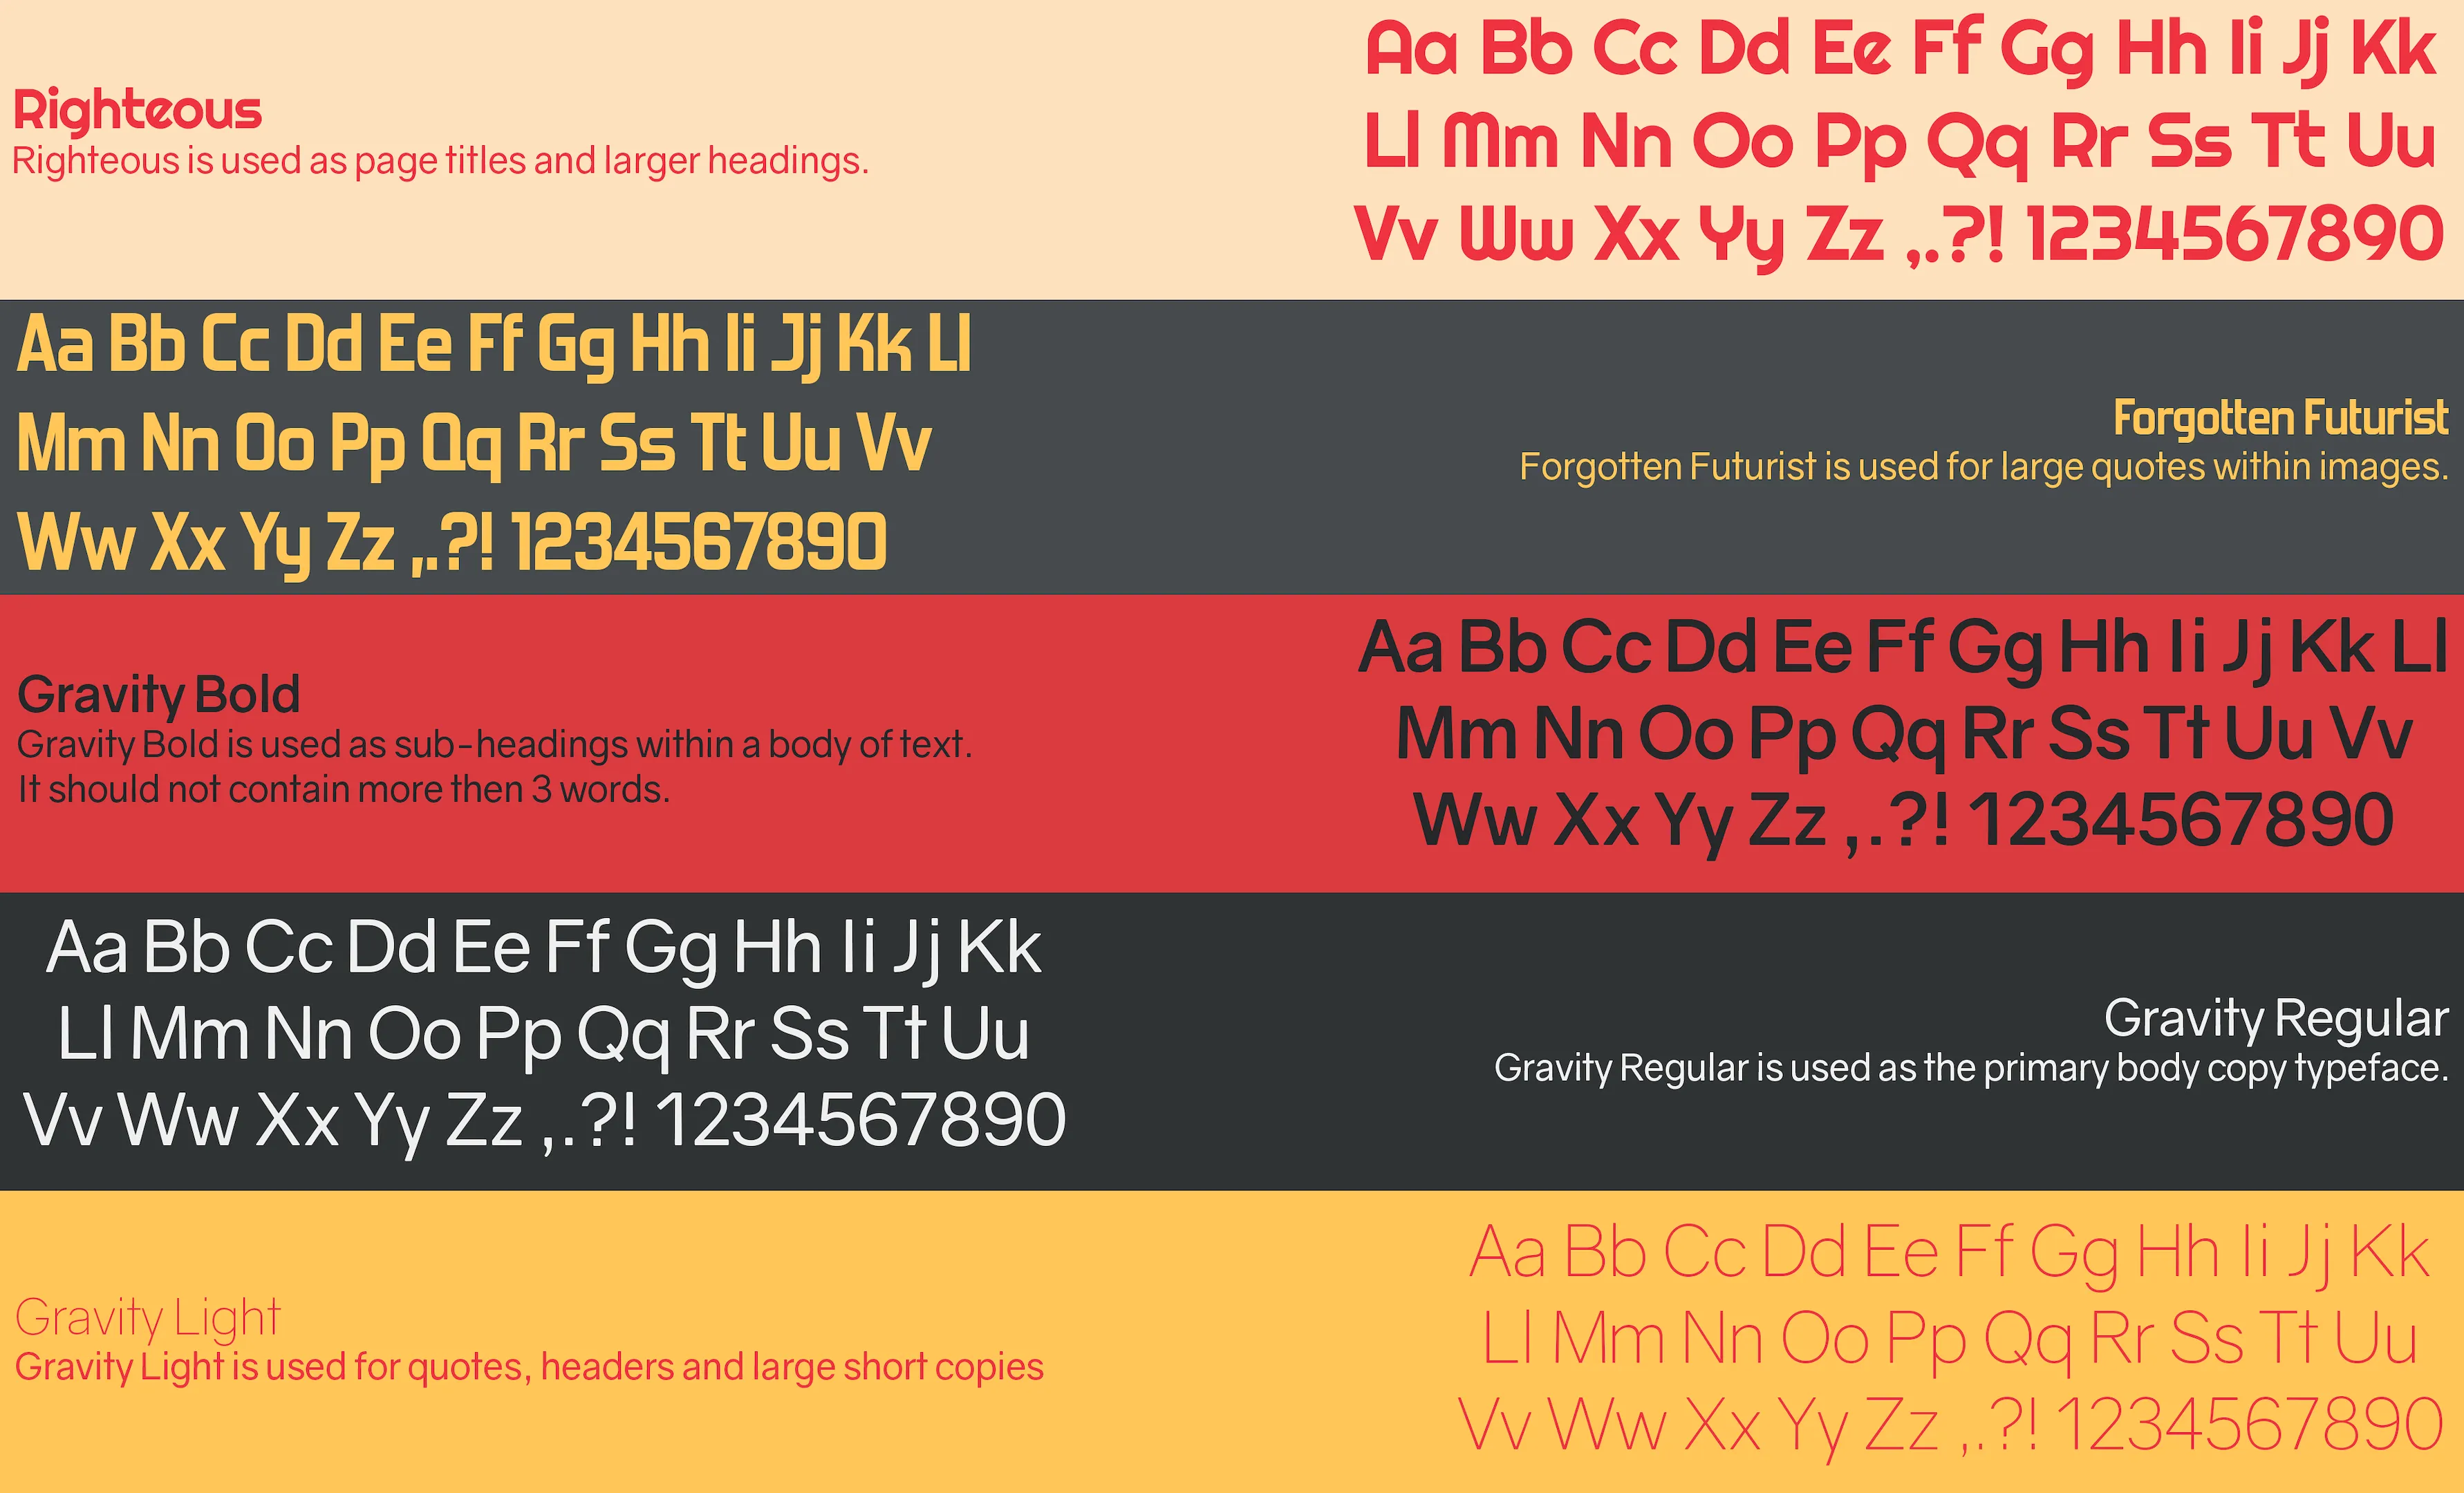 Righteous
Righteous is used as page titles and larger headings.
Aa Bb Cc Dd Ee Ff Gg Hh Ii Jj Kk
Ll Mm Nn Oo Pp Qq Rr Ss Tt Uu
Vv Ww Xx Yy Zz ,.?! 1234567890
Aa Bb Cc Dd Ee Ff Gg Hh Ii Jj Kk Ll
Mm Nn Oo Pp Qq Rr Ss Tt Uu Vv
Ww Xx Yy Zz ,.?! 1234567890
Forgotten Futurist
Forgotten Futurist is used for large quotes within images.
Gravity Bold
Gravity Bold is used as sub-headings within a body of text.
It should not contain more then 3 words.
Aa Bb Cc Dd Ee Ff Gg Hh Ii Jj Kk Ll
Mm Nn Oo Pp Qq Rr Ss Tt Uu Vv
Ww Xx Yy Zz ,.?! 1234567890
Aa Bb Cc Dd Ee Ff Gg Hh Ii Jj Kk
Ll Mm Nn Oo Pp Qq Rr Ss Tt Uu
Vv Ww Xx Yy Zz ,.?! 1234567890
Gravity Regular
Gravity Regular is used as the primary body copy typeface.
Gravity Light
Gravity Light is used for quotes, headers and large short copies
Aa Bb Cc Dd Ee Ff Gg Hh Ii Jj Kk
Ll Mm Nn Oo Pp Qq Rr Ss Tt Uu
Vv Ww Xx Yy Zz ,.?! 1234567890